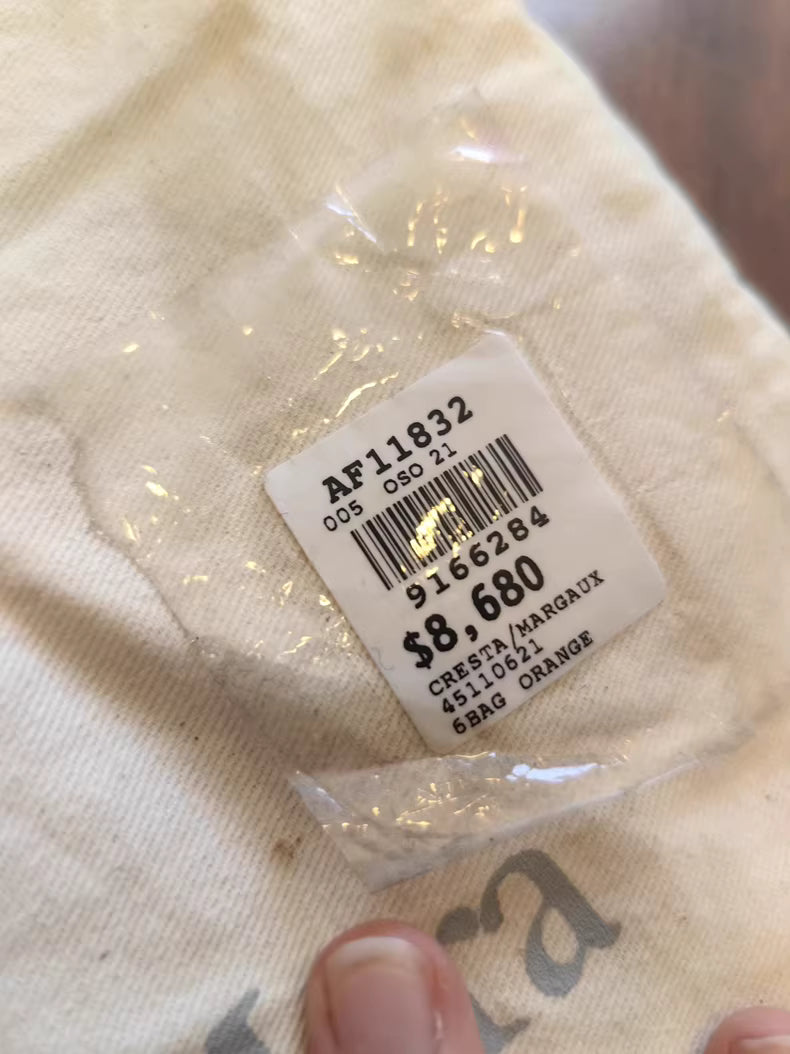 AF11832
005 OSO 21
9166284
$8,680
CRESTA/MARGAUX
45110621
6BAG ORANGE